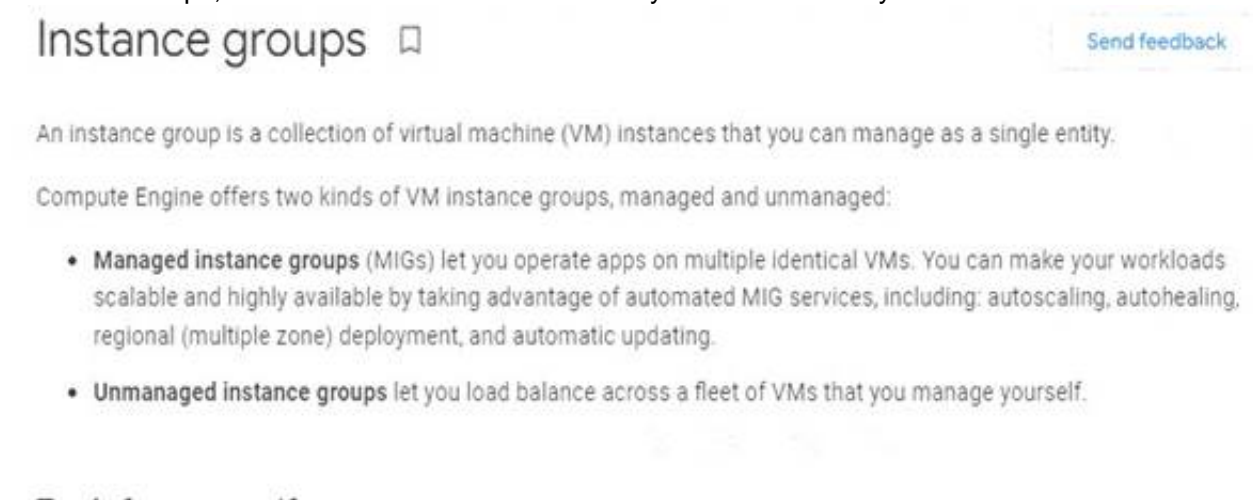 Instance groups
Send feedback
An instance group is a collection of virtual machine (VM) instances that you can manage as a single entity.
Compute Engine offers two kinds of VM instance groups, managed and unmanaged:
• Managed instance groups (MIGs) let you operate apps on multiple identical VMs. You can make your workloads
scalable and highly available by taking advantage of automated MIG services, including: autoscaling, autohealing,
regional (multiple zone) deployment, and automatic updating.
• Unmanaged instance groups let you load balance across a fleet of VMs that you manage yourself.